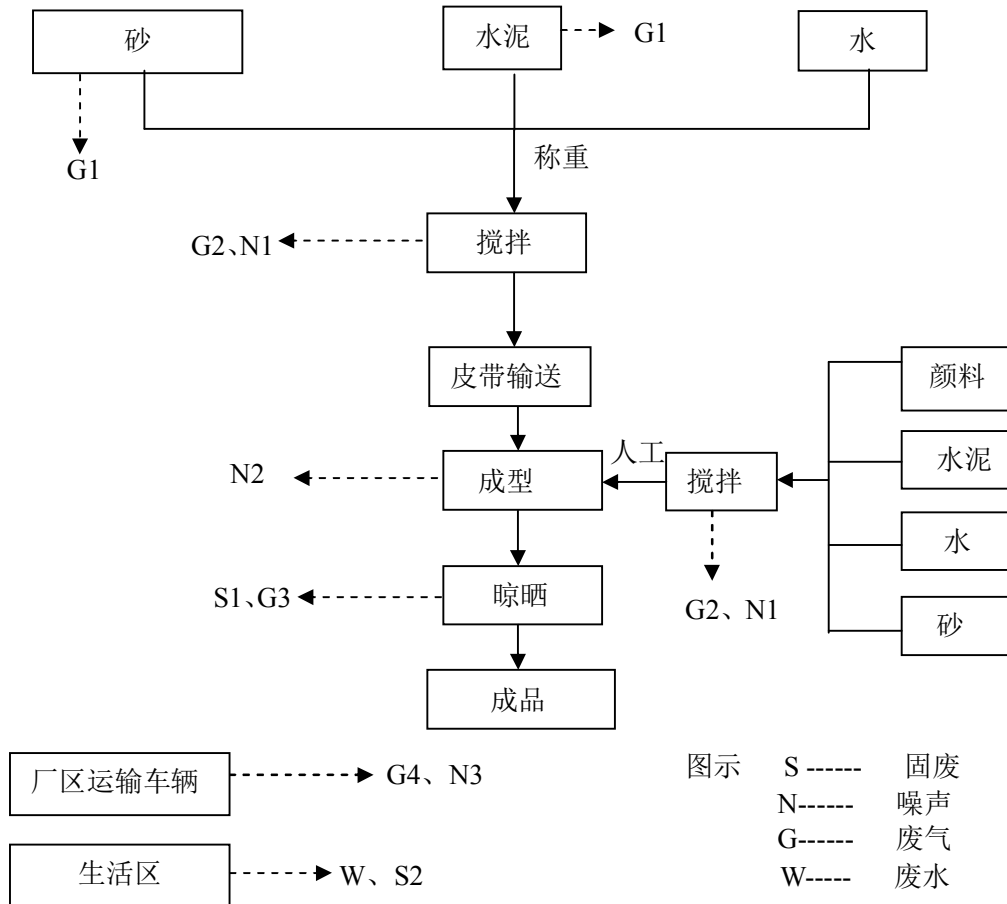 砂
水泥
G1
水
G1
称重
G2、N1
搅拌
皮带输送
颜料
人工
水泥
N2
成型
搅拌
水
S1、G3
晾晒
G2、N1
砂
成品
厂区运输车辆
G4、N3
图示 S ------ 固废
N------ 噪声
G------ 废气
W----- 废水
生活区
W、S2